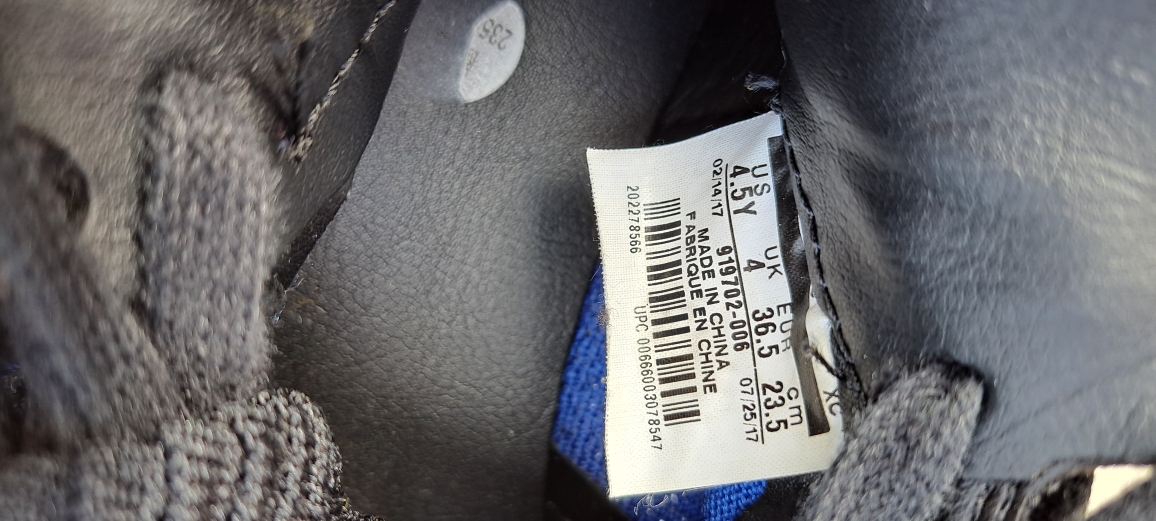 XC
US UK EUR cm
4.5Y 4 36.5 23.5
02/14/17 919702-006 07/25/17
MADE IN CHINA
FABRIQUE EN CHINE
202278566
UPC 00666003078547
235